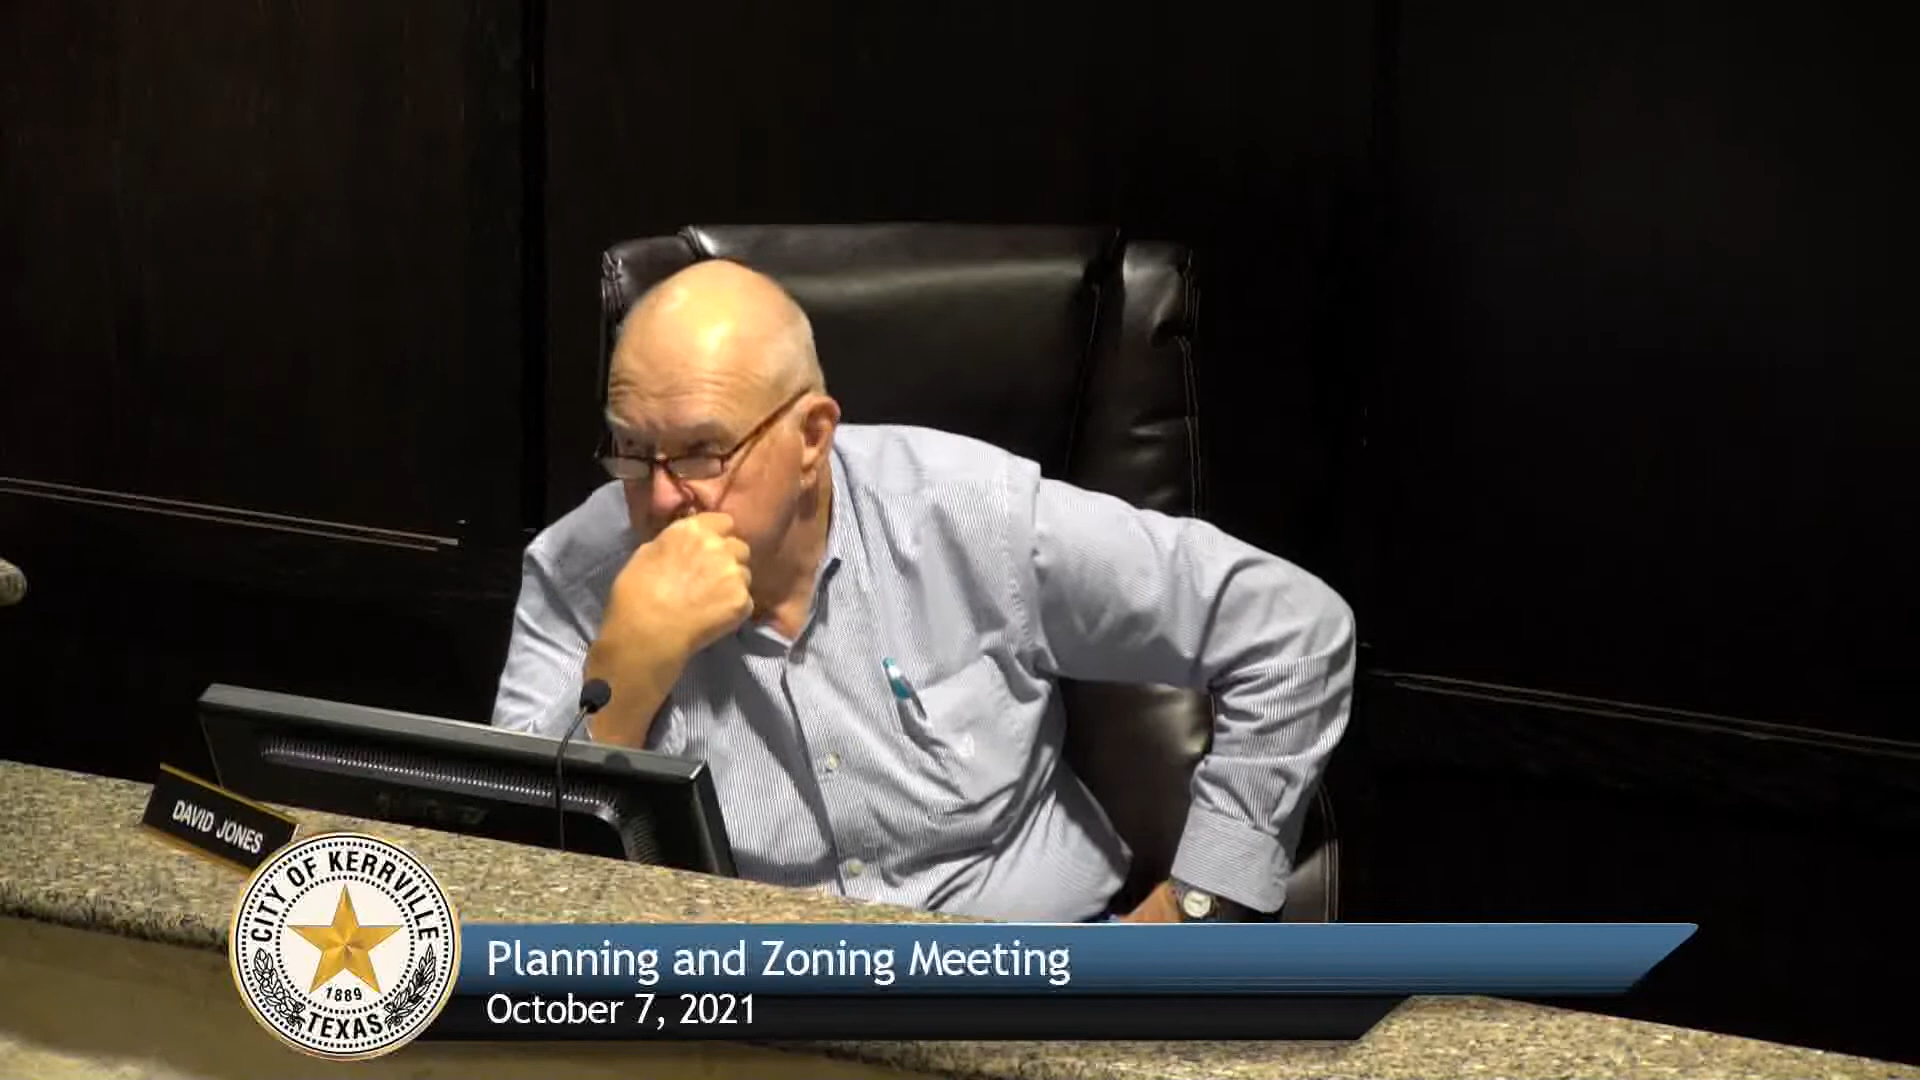 DAVID JONES
CITY OF KERRVILLE
1889
TEXAS
Planning and Zoning Meeting
October 7, 2021